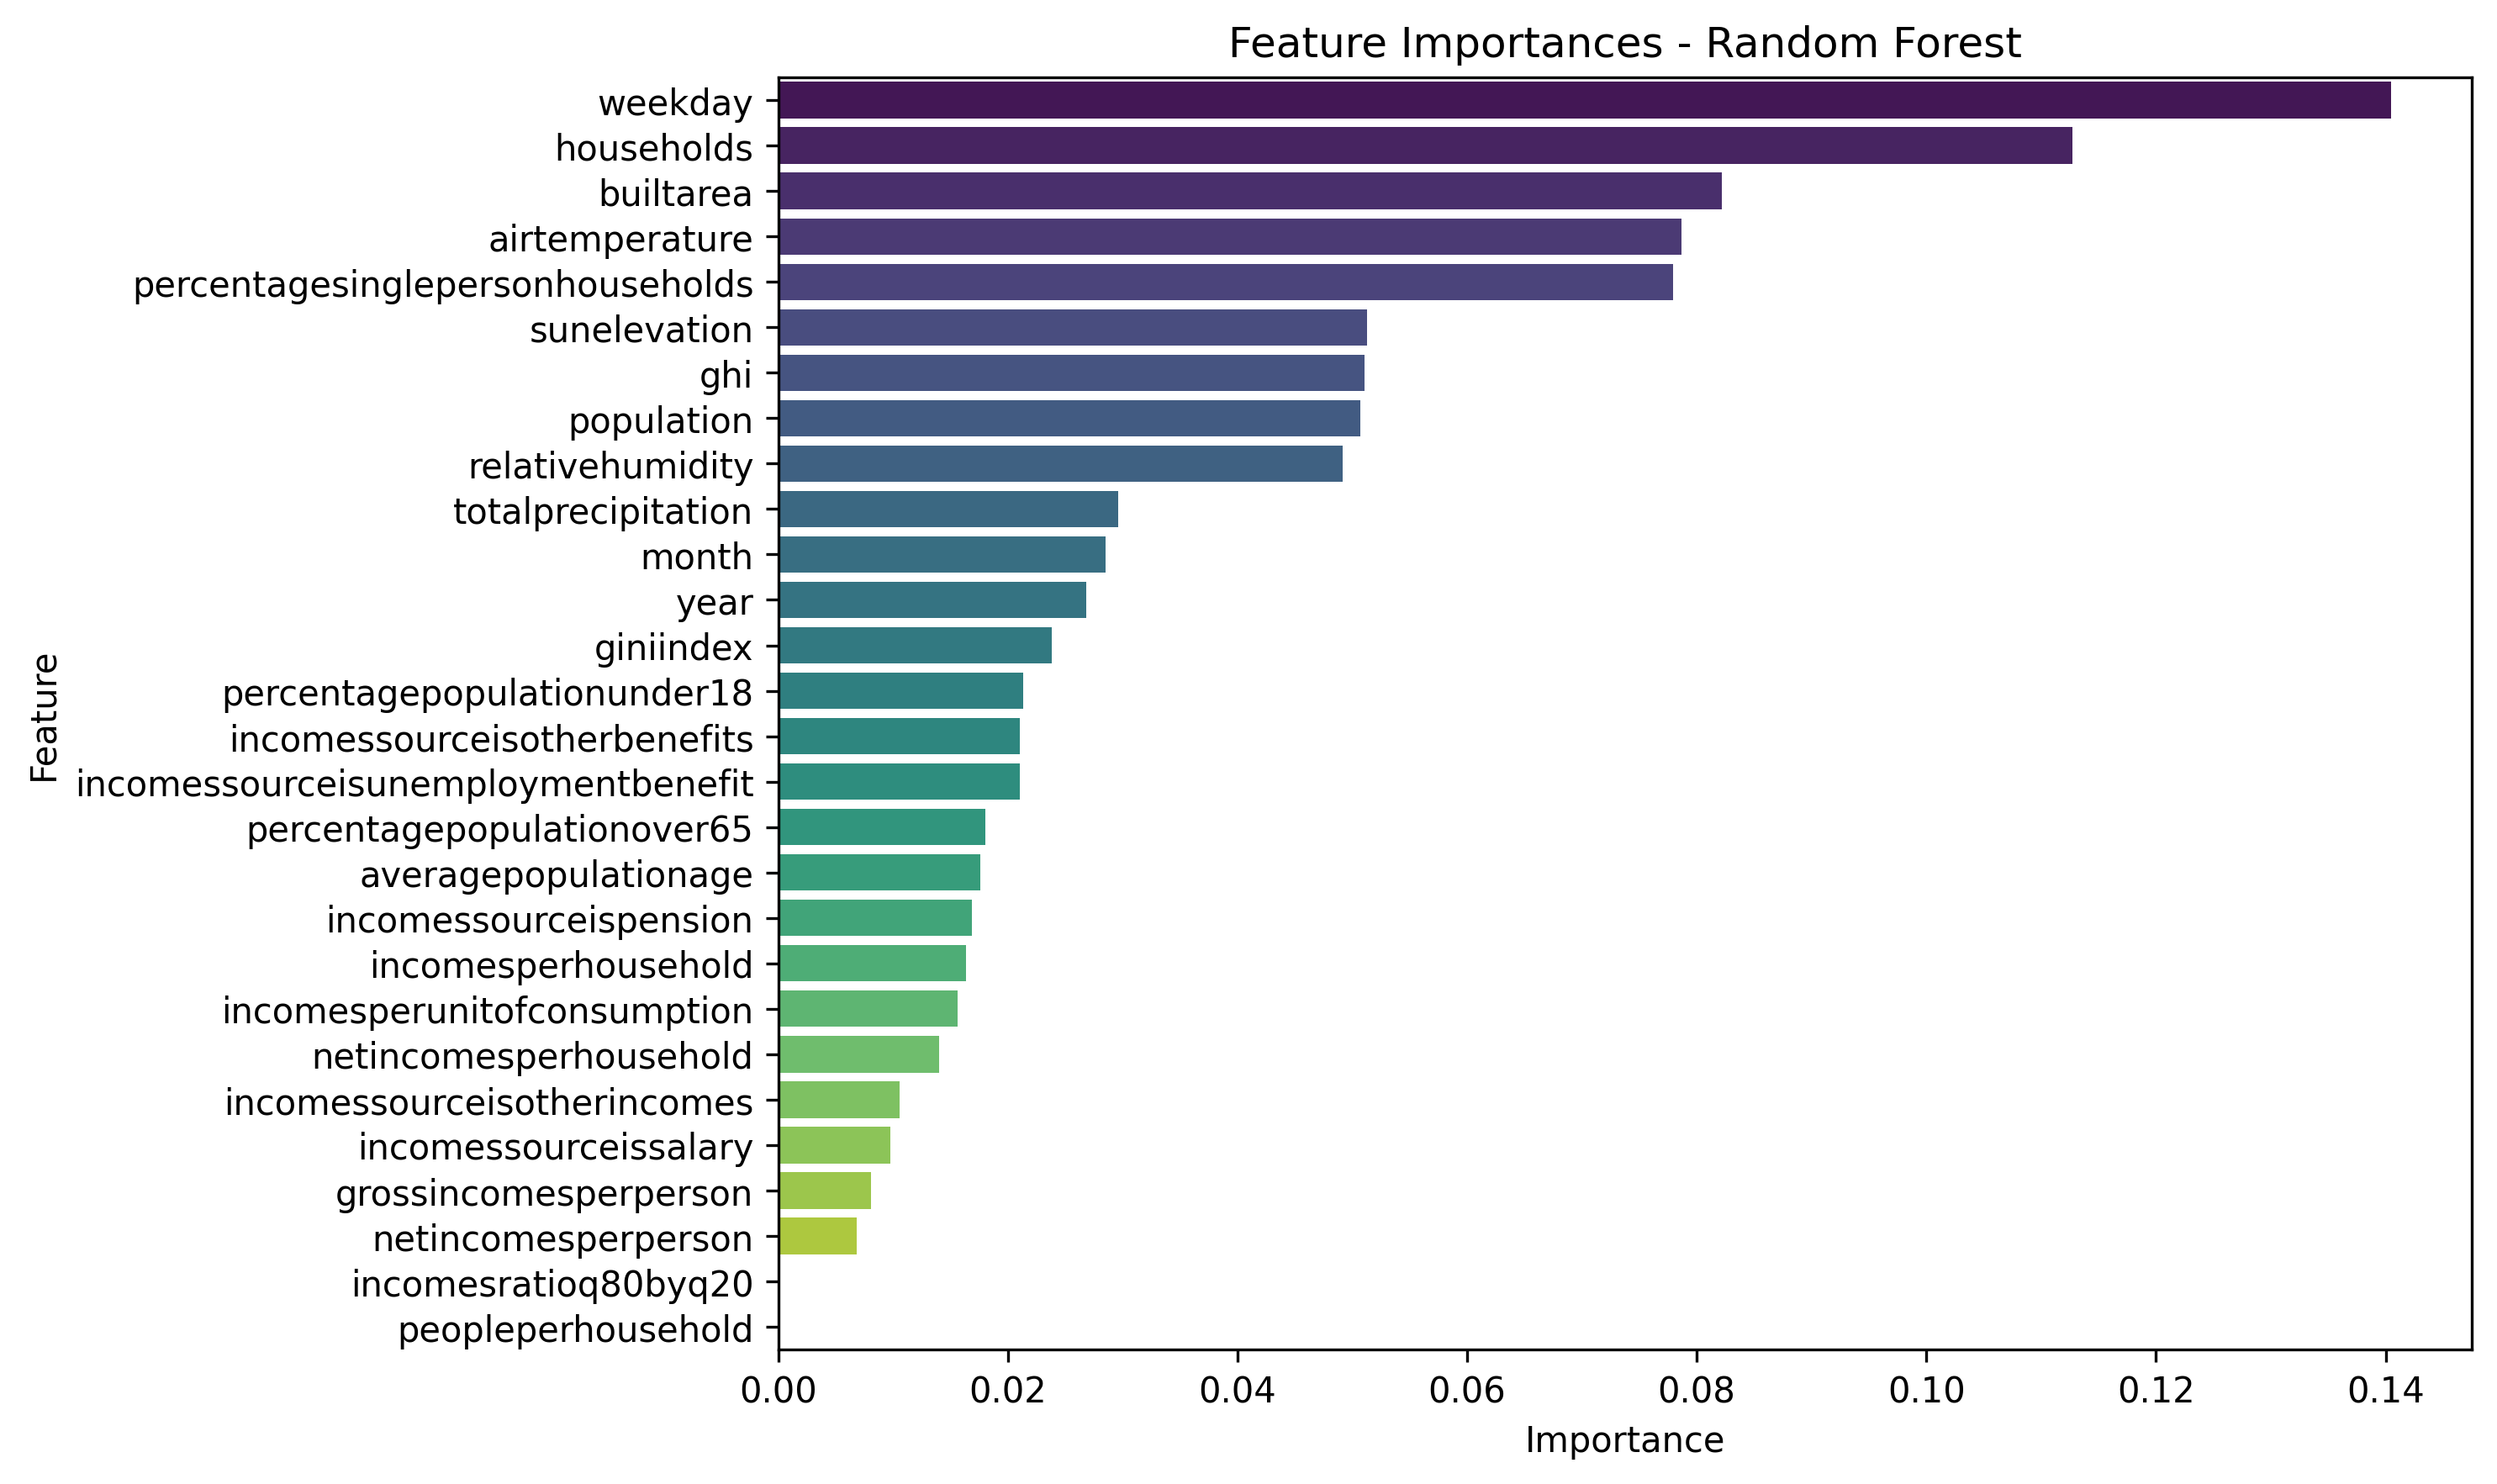 Feature Importances - Random Forest
weekday
households
builtarea
airtemperature
percentagesinglepersonhouseholds
sunelevation
ghi
population
relativehumidity
totalprecipitation
month
year
giniindex
percentagepopulationunder18
incomessourceisotherbenefits
incomessourceisunemploymentbenefit
percentagepopulationover65
averagepopulationage
incomessourceispension
incomesperhousehold
incomesperunitofconsumption
netincomesperhousehold
incomessourceisotherincomes
incomessourceissalary
grossincomesperperson
netincomesperperson
incomesratioq80byq20
peopleperhousehold
Feature
0.00 0.02 0.04 0.06 0.08 0.10 0.12 0.14
Importance